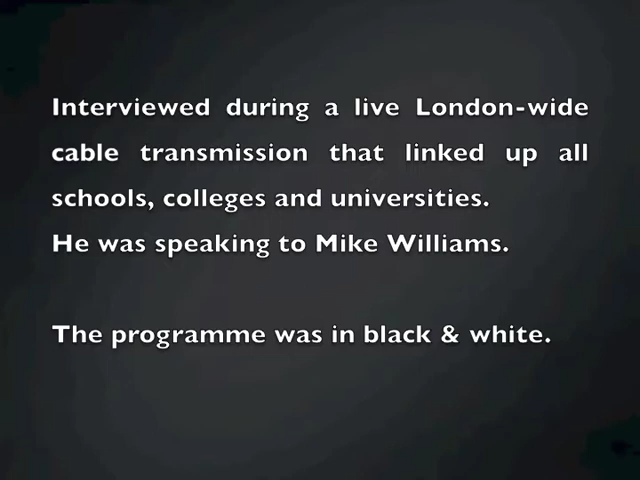 Interviewed during a live London-wide
cable transmission that linked up all
schools, colleges and universities.
He was speaking to Mike Williams.
The programme was in black & white.